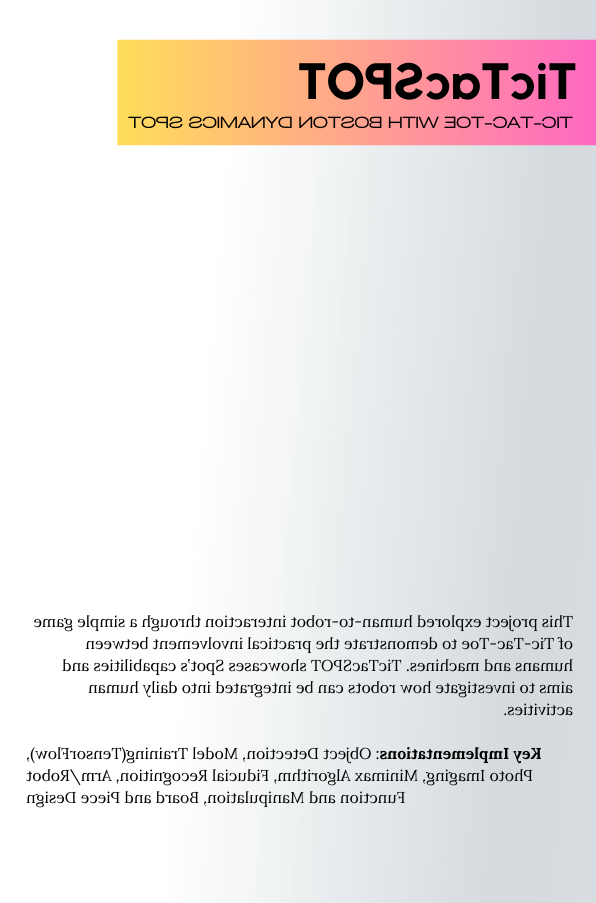 TicTacSPOT
TIC-TAC-TOE WITH BOSTON DYNAMICS SPOT
This project explored human-to-robot interaction through a simple game
of Tic-Tac-Toe to demonstrate the practical involvement between
humans and machines. TicTacSPOT showcases Spot's capabilities and
aims to investigate how robots can be integrated into daily human
activities.
Key Implementations: Object Detection, Model Training(TensorFlow),
Photo Imaging, Minimax Algorithm, Fiducial Recognition, Arm/Robot
Function and Manipulation, Board and Piece Design